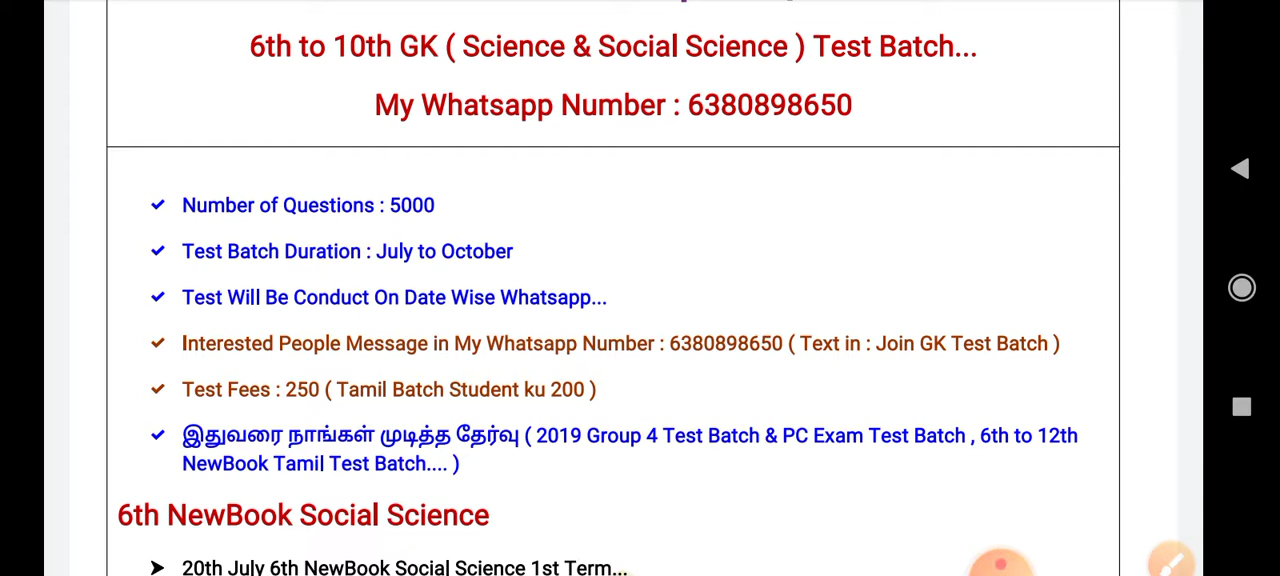 6th to 10th GK ( Science & Social Science ) Test Batch...
My Whatsapp Number : 6380898650
Number of Questions : 5000
Test Batch Duration : July to October
Test Will Be Conduct On Date Wise Whatsapp...
Interested People Message in My Whatsapp Number : 6380898650 ( Text in : Join GK Test Batch )
Test Fees : 250 ( Tamil Batch Student ku 200 )
இதுவரை நாங்கள் முடித்த தேர்வு ( 2019 Group 4 Test Batch & PC Exam Test Batch , 6th to 12th
NewBook Tamil Test Batch.... )
6th NewBook Social Science
20th July 6th NewBook Social Science 1st Term...